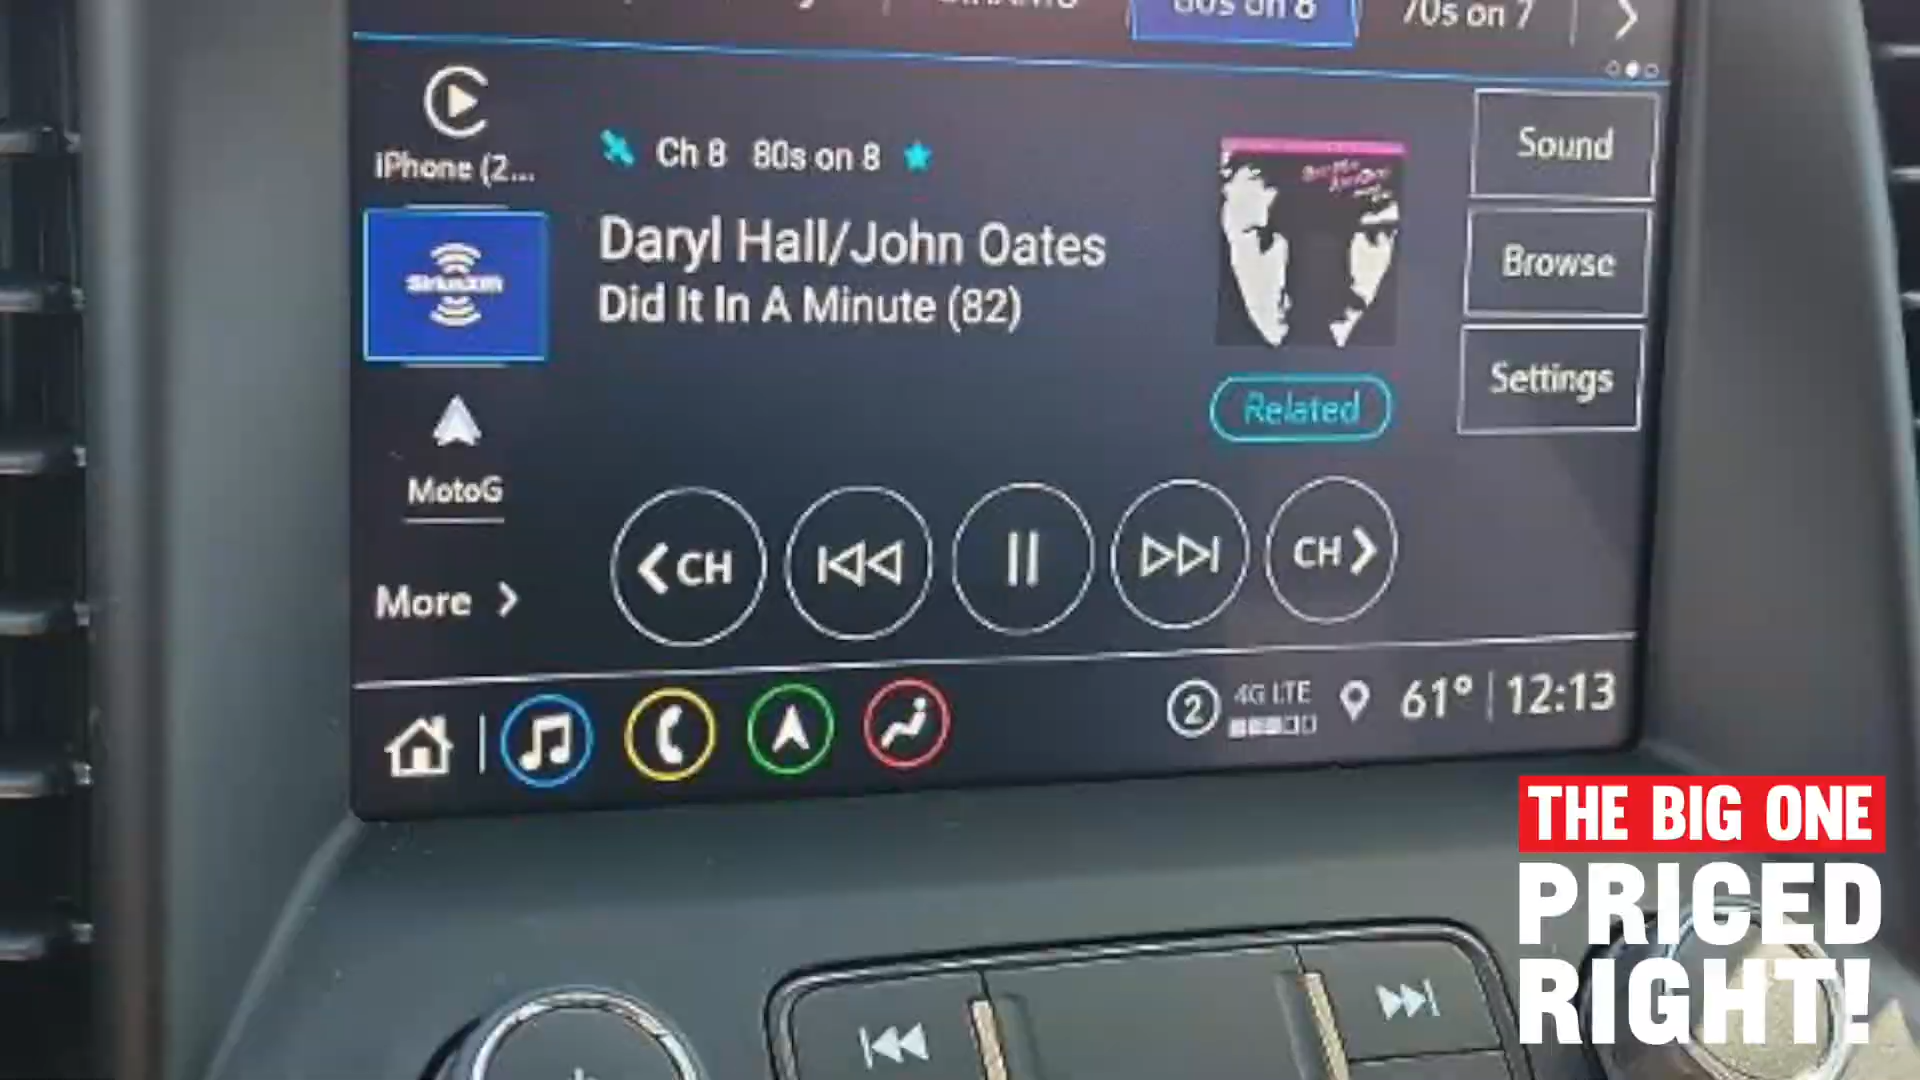 80s on 8
70s on 7
iPhone (2...
Ch 8 80s on 8
Sound
Daryl Hall/John Oates
Did It In A Minute (82)
SiriusXM
Browse
Settings
Related
MotoG
CH
CH
More
2
4G LTE
61° 12:13
THE BIG ONE
PRICED
RIGHT!